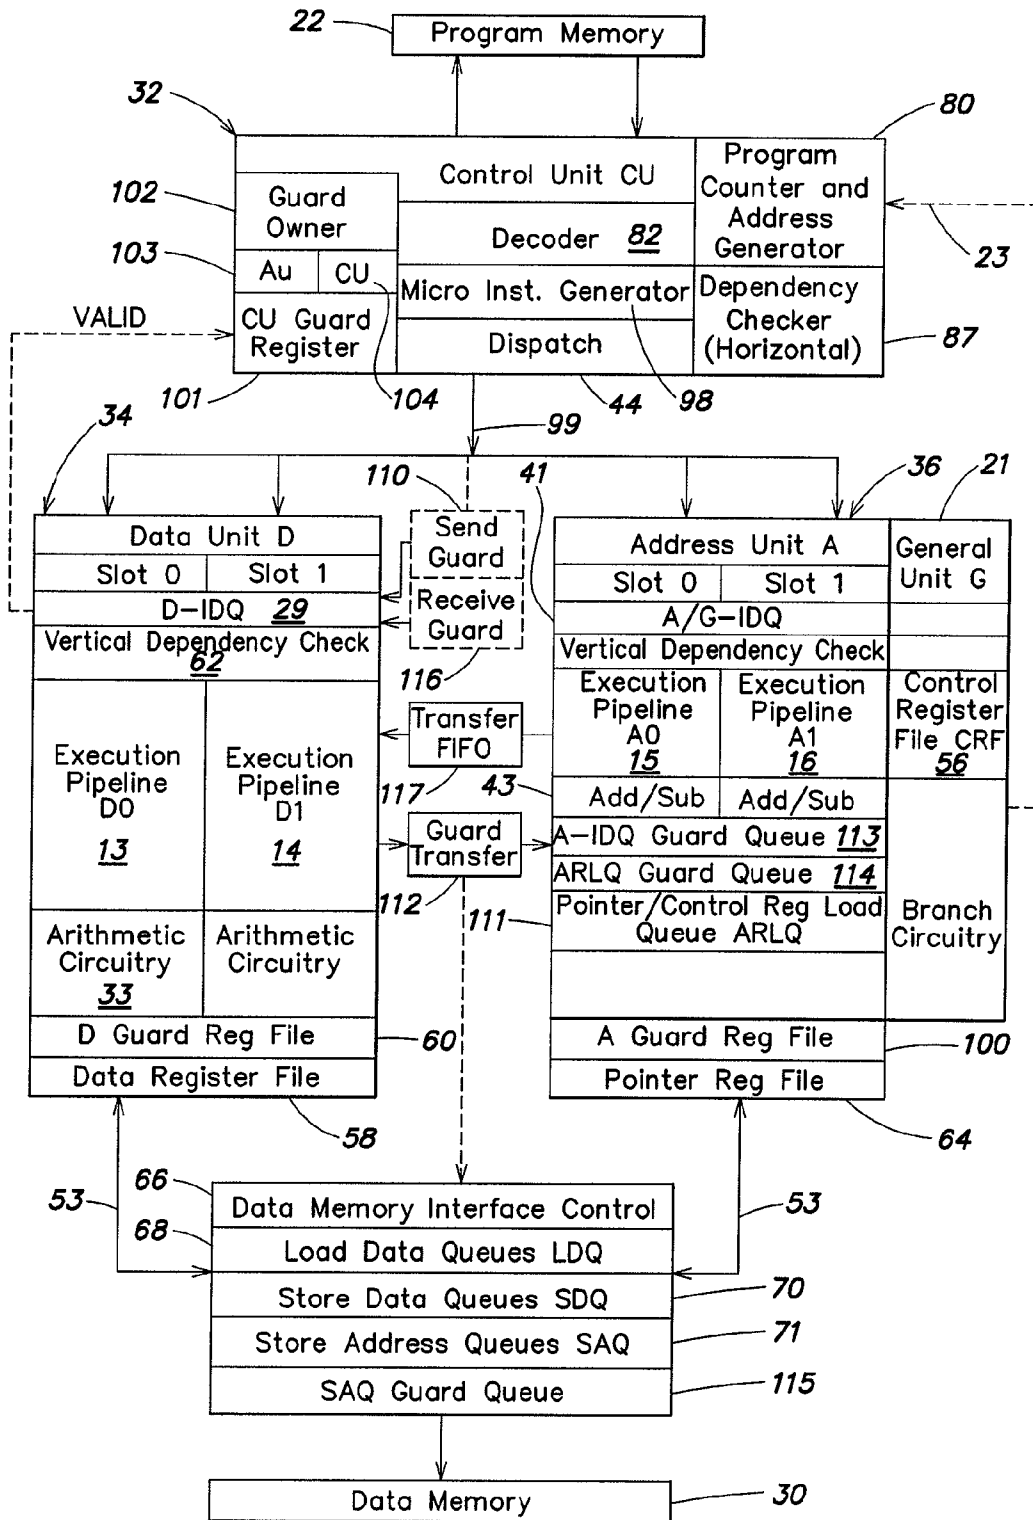 22
Program Memory
32
80
Control Unit CU
Program
Counter and
Address
Generator
102
Guard
Owner
Decoder 82
23
103
Au
CU
Micro Inst. Generator
Dependency
Checker
(Horizontal)
VALID
CU Guard
Register
Dispatch
87
101
104
44
98
34
99
110
41
36
21
Data Unit D
Send
Guard
Address Unit A
General
Unit G
Slot 0
Slot 1
Slot 0
Slot 1
D-IDQ 29
Receive
Guard
A/G-IDQ
Vertical Dependency Check
62
116
Vertical Dependency Check
Execution
Pipeline
D0
13
Execution
Pipeline
D1
14
Transfer
FIFO
117
Execution
Pipeline
A0
15
Execution
Pipeline
A1
16
Control
Register
File CRF
56
43
Add/Sub
Add/Sub
Guard
Transfer
112
A-IDQ Guard Queue 113
ARLQ Guard Queue 114
111
Pointer/Control Reg Load
Queue ARLQ
Branch
Circuitry
Arithmetic
Circuitry
33
Arithmetic
Circuitry
D Guard Reg File
60
A Guard Reg File
100
Data Register File
Pointer Reg File
58
64
66
53
53
Data Memory Interface Control
68
Load Data Queues LDQ
Store Data Queues SDQ
70
Store Address Queues SAQ
71
SAQ Guard Queue
115
Data Memory
30